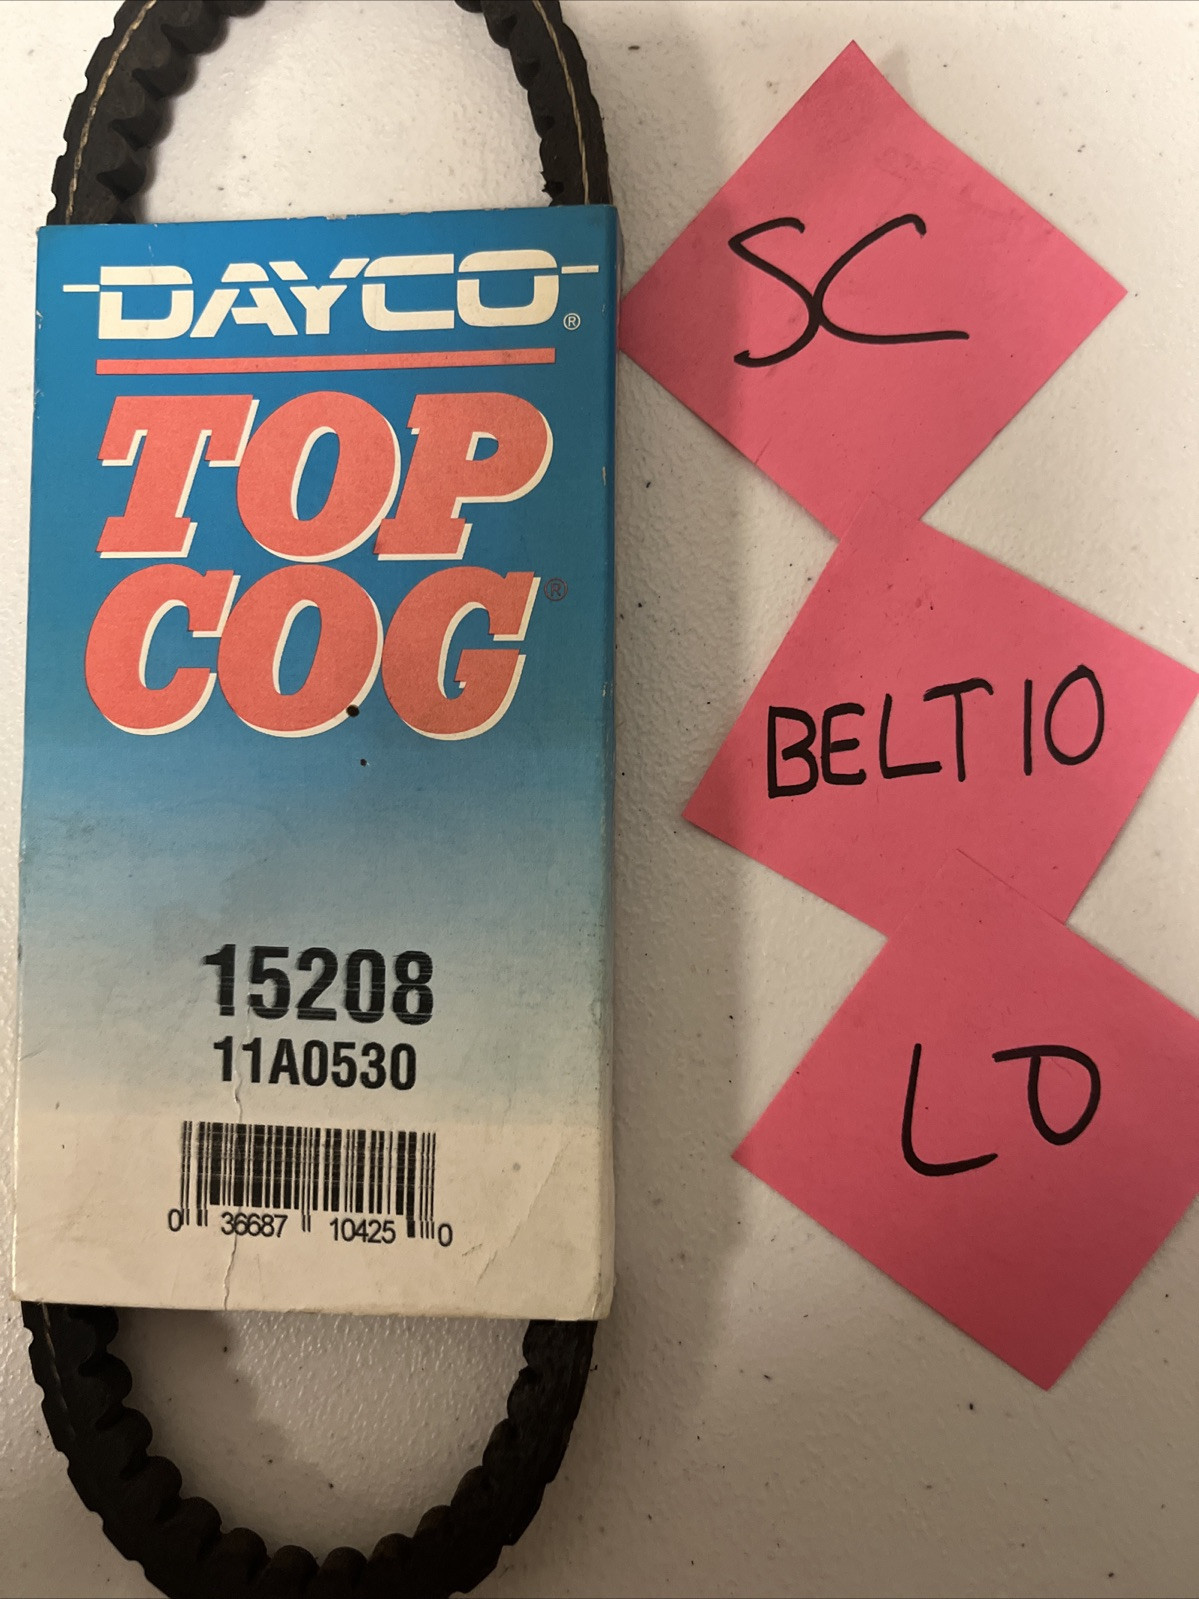 DAYCO®
TOP
COG®
15208
11A0530
0 36687 10425 0
SC
BELT 10
LO